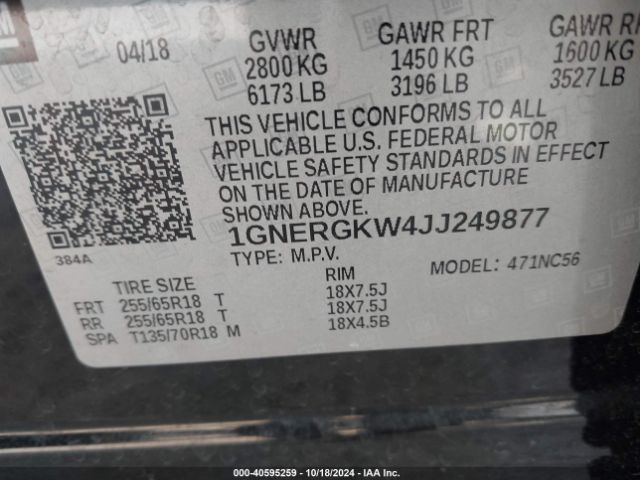 GM
04/18 GVWR GAWR FRT GAWR R
2800 KG 1450 KG 1600 KG
6173 LB 3196 LB 3527 LB
THIS VEHICLE CONFORMS TO ALL
APPLICABLE U.S. FEDERAL MOTOR
VEHICLE SAFETY STANDARDS IN EFFECT
ON THE DATE OF MANUFACTURE
SHOWN ABOVE.
1GNERGKW4JJ249877
384A
TYPE: M.P.V. MODEL: 471NC56
TIRE SIZE RIM
FRT 255/65R18 T 18X7.5J
RR 255/65R18 T 18X7.5J
SPA T135/70R18 M 18X4.5B
000-40595259 | 10/18/2024 | IAA Inc.